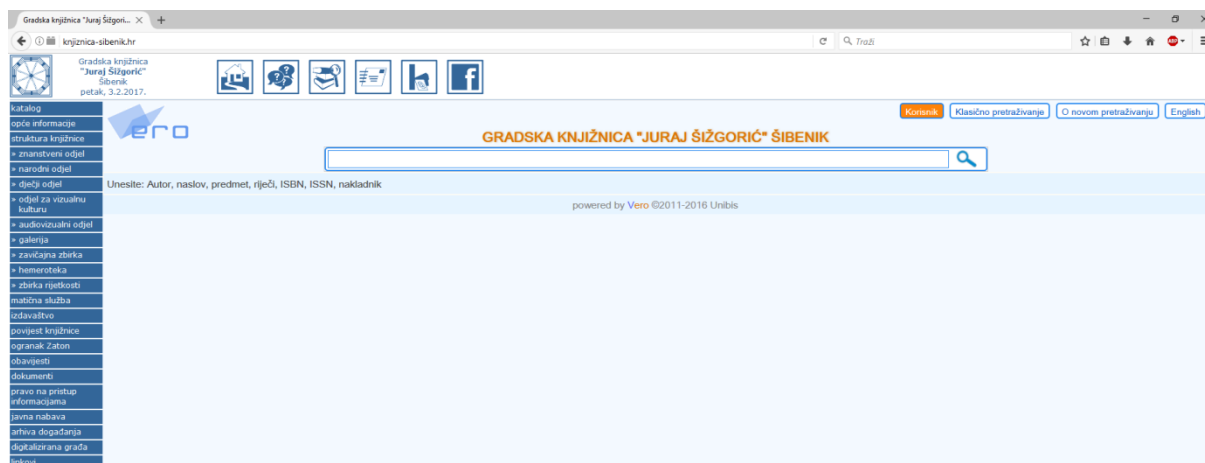 Gradska knjižnica "Juraj Šižgori...
knjiznica-sibenik.hr
Traži
ABP
Gradska knjižnica
"Juraj Šižgorić"
Šibenik
petak, 3.2.2017.
katalog
opće informacije
struktura knjižnice
» znanstveni odjel
» narodni odjel
» dječji odjel
» odjel za vizualnu
kulturu
» audiovizualni odjel
» galerija
» zavičajna zbirka
» hemeroteka
» zbirka rijetkosti
matična služba
izdavaštvo
povijest knjižnice
ogranak Zaton
obavijesti
dokumenti
pravo na pristup
informacijama
javna nabava
arhiva događanja
digitalizirana građa
linkovi
Vero
Korisnik
Klasično pretraživanje
O novom pretraživanju
English
GRADSKA KNJIŽNICA "JURAJ ŠIŽGORIĆ" ŠIBENIK
Unesite: Autor, naslov, predmet, riječi, ISBN, ISSN, nakladnik
powered by Vero ©2011-2016 Unibis